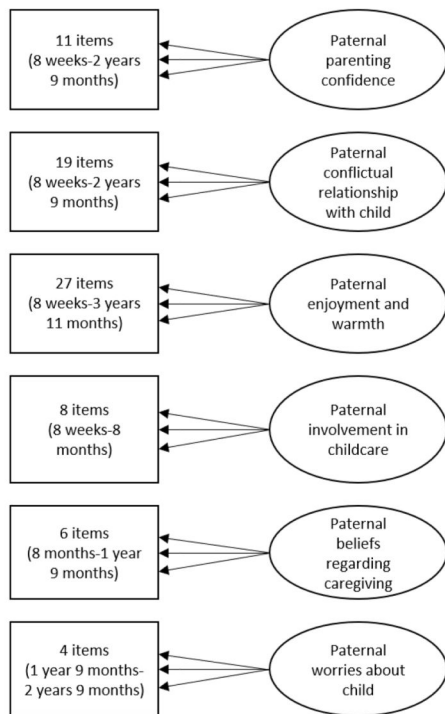 11 items
(8 weeks-2 years
9 months)
Paternal
parenting
confidence
19 items
(8 weeks-2 years
9 months)
Paternal
conflictual
relationship
with child
27 items
(8 weeks-3 years
11 months)
Paternal
enjoyment and
warmth
8 items
(8 weeks-8
months)
Paternal
involvement in
childcare
6 items
(8 months-1 year
9 months)
Paternal
beliefs
regarding
caregiving
4 items
(1 year 9 months-
2 years 9 months)
Paternal
worries about
child